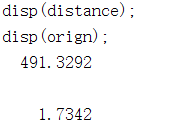 disp(distance);
disp(orign);
491.3292
1.7342